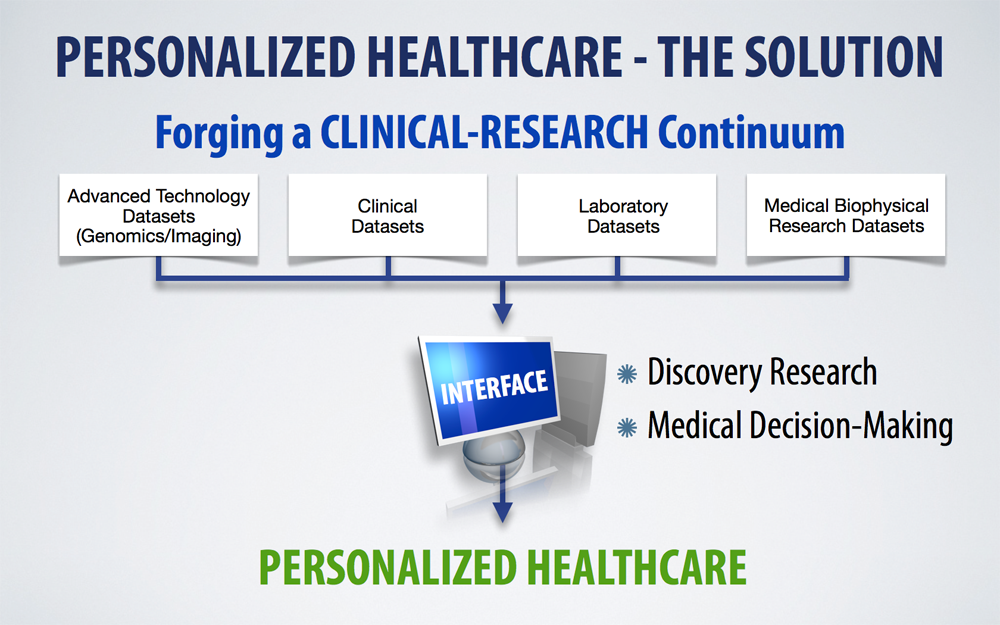 PERSONALIZED HEALTHCARE - THE SOLUTION
Forging a CLINICAL-RESEARCH Continuum
Advanced Technology
Datasets
(Genomics/Imaging)
Clinical
Datasets
Laboratory
Datasets
Medical Biophysical
Research Datasets
INTERFACE
Discovery Research
Medical Decision-Making
PERSONALIZED HEALTHCARE